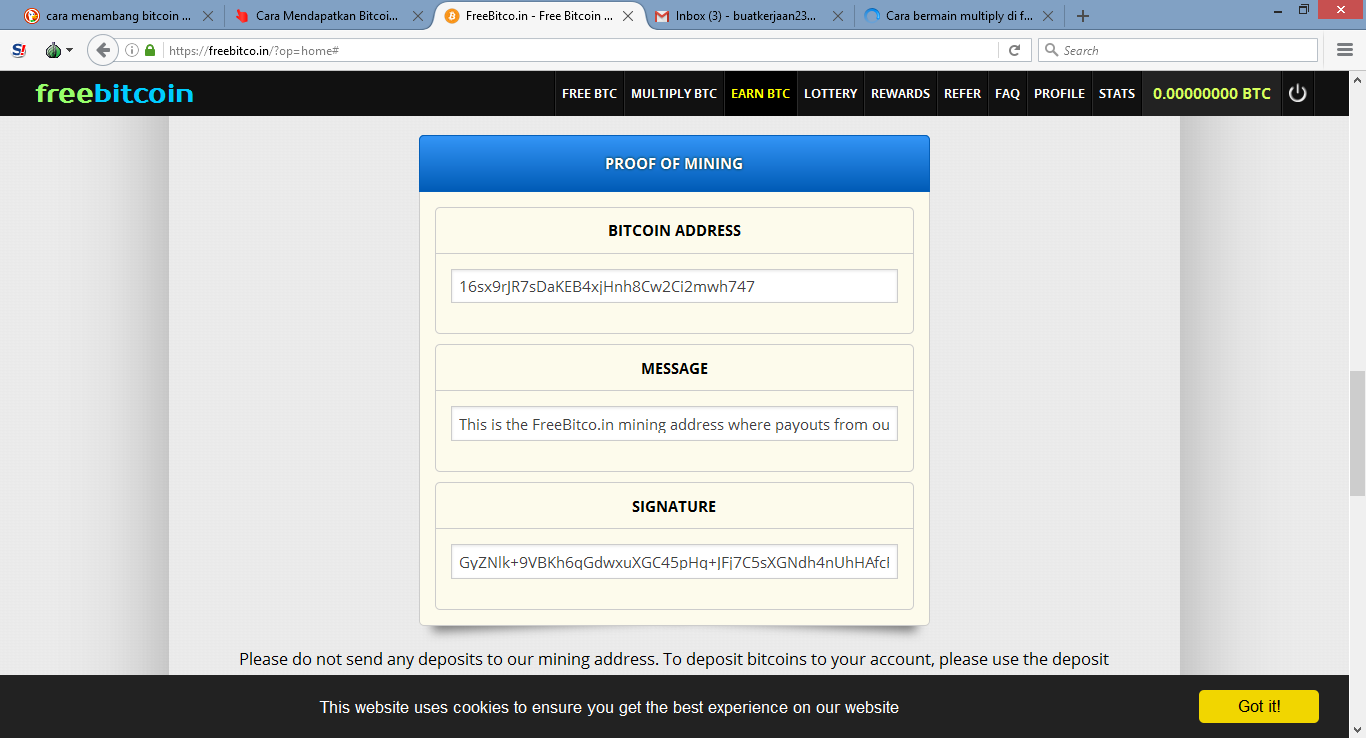 cara menambang bitcoin ...
Cara Mendapatkan Bitcoi...
FreeBitco.in - Free Bitcoin ...
Inbox (3) - buatkerjaan23...
Cara bermain multiply di f...
S!
https://freebitco.in/?op=home#
Search
freebitcoin
FREE BTC
MULTIPLY BTC
EARN BTC
LOTTERY
REWARDS
REFER
FAQ
PROFILE
STATS
0.00000000 BTC
PROOF OF MINING
BITCOIN ADDRESS
16sx9rJR7sDaKEB4xjHnh8Cw2Ci2mwh747
MESSAGE
This is the FreeBitco.in mining address where payouts from ou
SIGNATURE
GyZNlk+9VBKh6qGdwxuXGC45pHq+JFj7C5sXGNdh4nUhHAfcl
Please do not send any deposits to our mining address. To deposit bitcoins to your account, please use the deposit
This website uses cookies to ensure you get the best experience on our website
Got it!